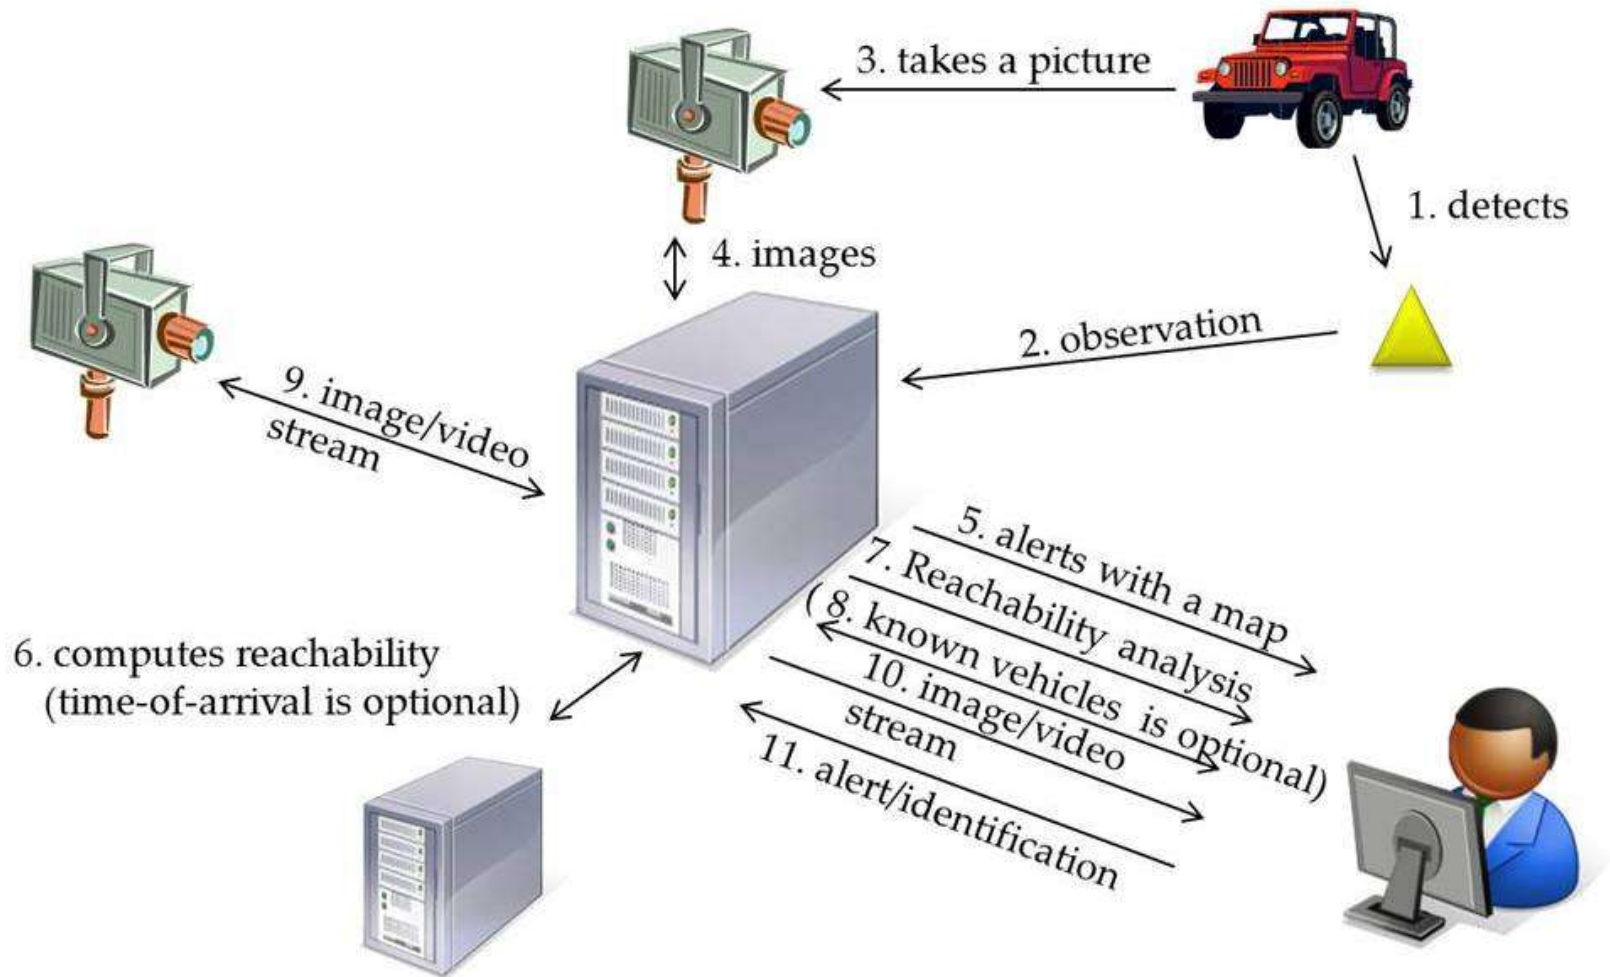 3. takes a picture
1. detects
4. images
2. observation
9. image/video
stream
5. alerts with a map
7. Reachability analysis
( 8. known vehicles is optional)
10. image/video
stream
11. alert/identification
6. computes reachability
(time-of-arrival is optional)